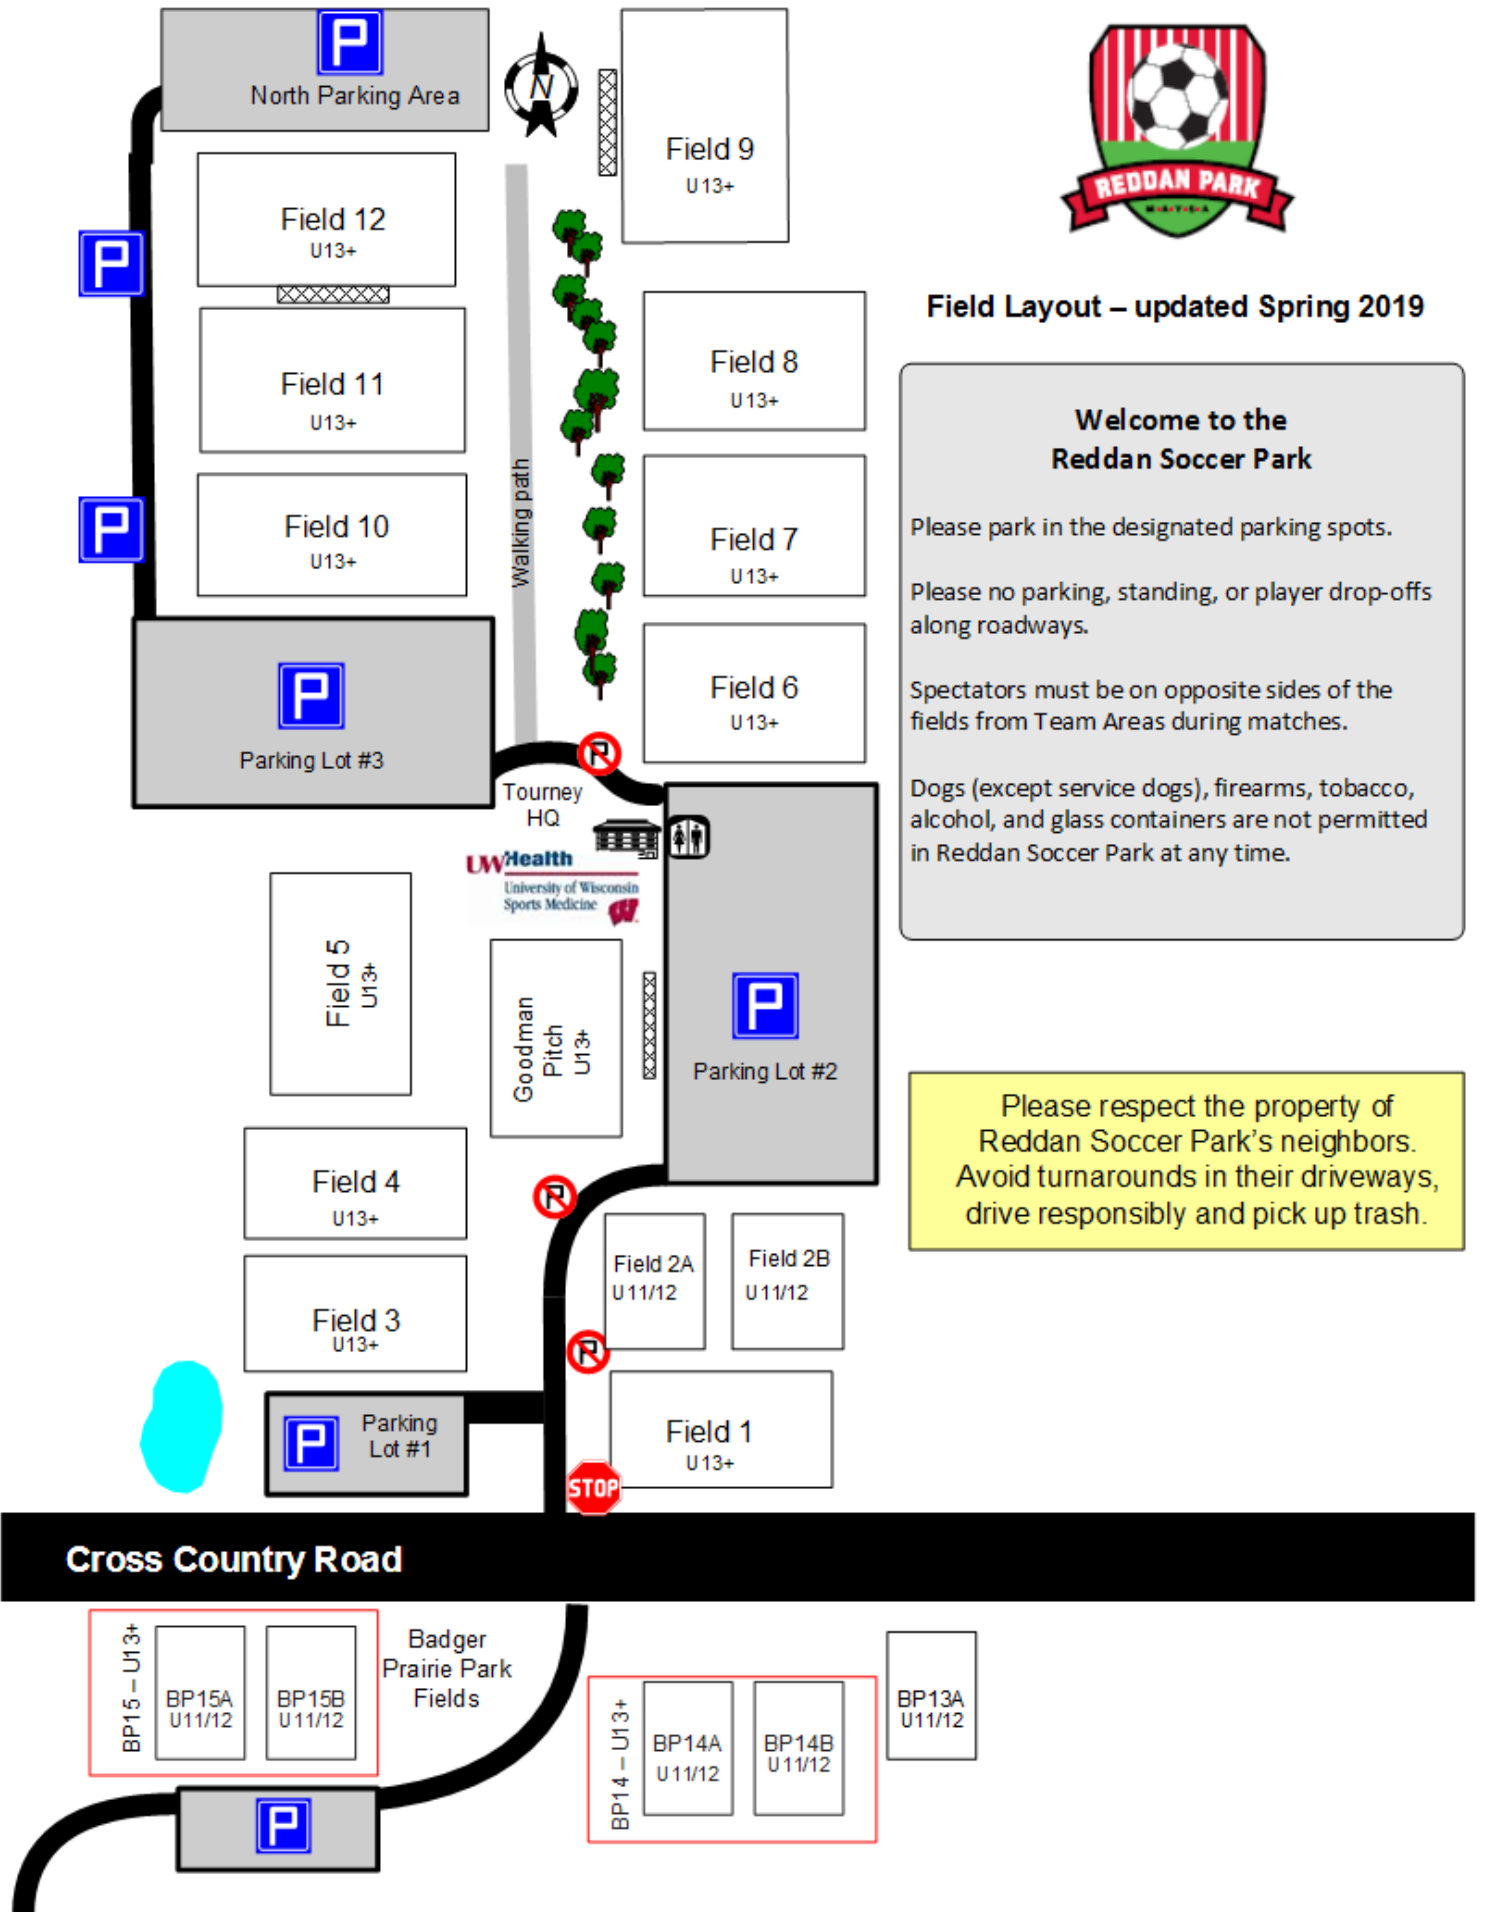 P
North Parking Area
N
Field 9
U13+
REDDAN PARK
M•A•Y•S•A
Field 12
U13+
P
Field Layout – updated Spring 2019
Field 11
U13+
Field 8
U13+
Welcome to the
Reddan Soccer Park
Please park in the designated parking spots.
Please no parking, standing, or player drop-offs
along roadways.
Spectators must be on opposite sides of the
fields from Team Areas during matches.
Dogs (except service dogs), firearms, tobacco,
alcohol, and glass containers are not permitted
in Reddan Soccer Park at any time.
Walking path
P
Field 10
U13+
Field 7
U13+
P
Parking Lot #3
Field 6
U13+
P
Tourney
HQ
UW Health
University of Wisconsin
Sports Medicine
W
Field 5
U13+
Goodman
Pitch
U13+
P
Parking Lot #2
Please respect the property of
Reddan Soccer Park's neighbors.
Avoid turnarounds in their driveways,
drive responsibly and pick up trash.
Field 4
U13+
P
Field 2A
U11/12
Field 2B
U11/12
Field 3
U13+
P
P
Parking
Lot #1
Field 1
U13+
STOP
Cross Country Road
BP15 – U13+
BP15A
U11/12
BP15B
U11/12
Badger
Prairie Park
Fields
BP14 – U13+
BP14A
U11/12
BP14B
U11/12
BP13A
U11/12
P